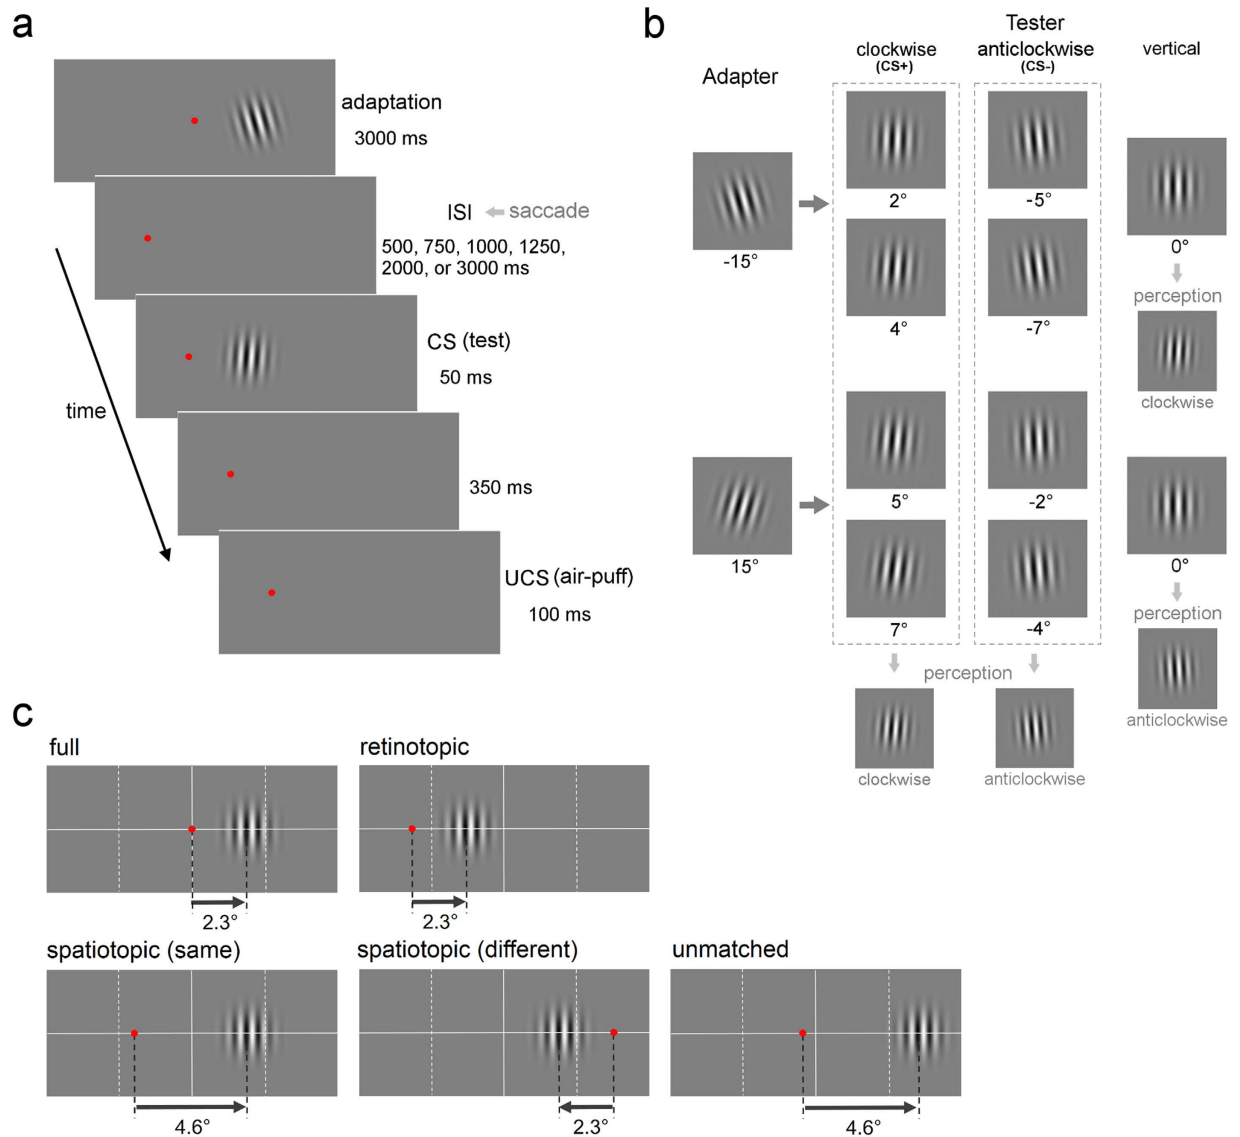 a
adaptation
3000 ms
ISI
saccade
500, 750, 1000, 1250,
2000, or 3000 ms
CS (test)
50 ms
time
350 ms
UCS (air-puff)
100 ms
b
Tester
Adapter
clockwise
(CS+)
anticlockwise
(CS-)
vertical
2°
-5°
-15°
0°
4°
-7°
perception
clockwise
5°
-2°
15°
0°
7°
-4°
perception
anticlockwise
perception
clockwise
anticlockwise
c
full
retinotopic
2.3°
2.3°
spatiotopic (same)
spatiotopic (different)
unmatched
4.6°
2.3°
4.6°